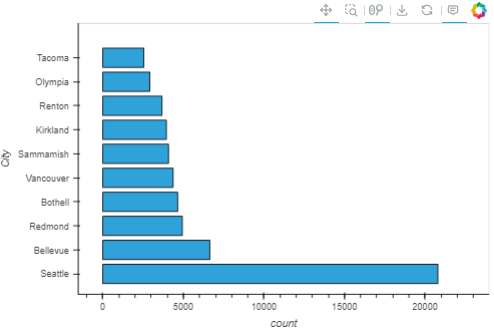 Tacoma
Olympia
Renton
Kirkland
Sammamish
Vancouver
Bothell
Redmond
Bellevue
Seattle
City
0 5000 10000 15000 20000
count